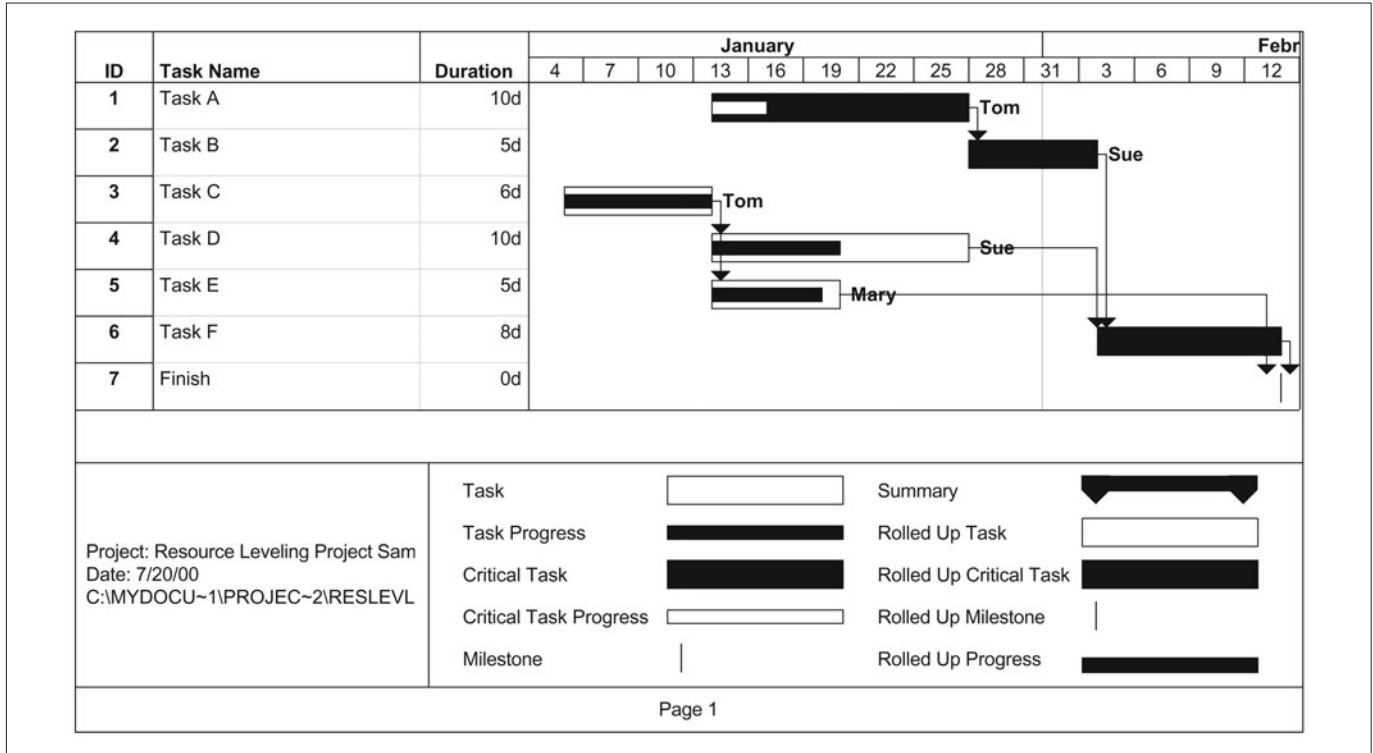 January Febr
ID Task Name Duration 4 7 10 13 16 19 22 25 28 31 3 6 9 12
1 Task A 10d Tom
2 Task B 5d Sue
3 Task C 6d Tom
4 Task D 10d Sue
5 Task E 5d Mary
6 Task F 8d
7 Finish 0d
Project: Resource Leveling Project Sam
Date: 7/20/00
C:\MYDOCU~1\PROJEC~2\RESLEVL
Task Summary
Task Progress Rolled Up Task
Critical Task Rolled Up Critical Task
Critical Task Progress Rolled Up Milestone
Milestone Rolled Up Progress
Page 1